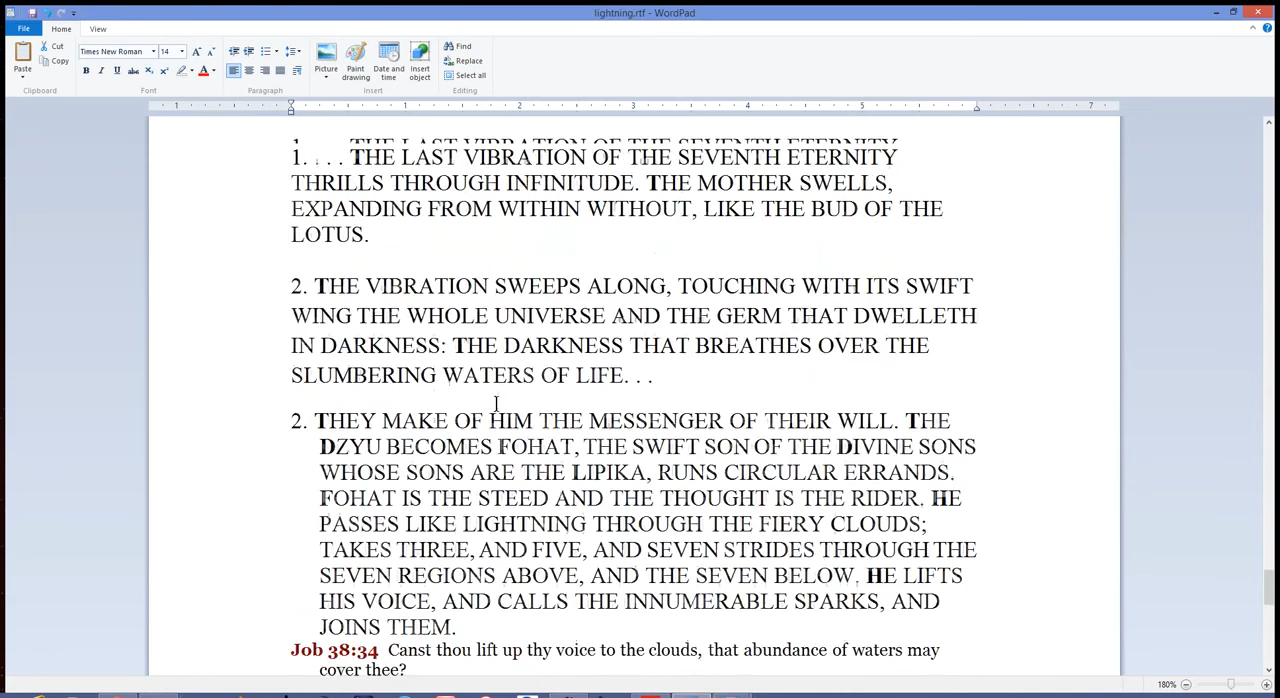 lightning.rtf - WordPad
File Home View
Cut
Copy
Paste
Times New Roman 14
Picture
Paint drawing
Date and time
Insert object
Find
Replace
Select all
Clipboard Font Paragraph Insert Editing
1 1 2 3 4 5 7
1. . . . THE LAST VIBRATION OF THE SEVENTH ETERNITY
THRILLS THROUGH INFINITUDE. THE MOTHER SWELLS,
EXPANDING FROM WITHIN WITHOUT, LIKE THE BUD OF THE
LOTUS.
2. THE VIBRATION SWEEPS ALONG, TOUCHING WITH ITS SWIFT
WING THE WHOLE UNIVERSE AND THE GERM THAT DWELLETH
IN DARKNESS: THE DARKNESS THAT BREATHES OVER THE
SLUMBERING WATERS OF LIFE. . .
2. THEY MAKE OF HIM THE MESSENGER OF THEIR WILL. THE
DZYU BECOMES FOHAT, THE SWIFT SON OF THE DIVINE SONS
WHOSE SONS ARE THE LIPIKA, RUNS CIRCULAR ERRANDS.
FOHAT IS THE STEED AND THE THOUGHT IS THE RIDER. HE
PASSES LIKE LIGHTNING THROUGH THE FIERY CLOUDS;
TAKES THREE, AND FIVE, AND SEVEN STRIDES THROUGH THE
SEVEN REGIONS ABOVE, AND THE SEVEN BELOW. HE LIFTS
HIS VOICE, AND CALLS THE INNUMERABLE SPARKS, AND
JOINS THEM.
Job 38:34 Canst thou lift up thy voice to the clouds, that abundance of waters may
cover thee?
180%